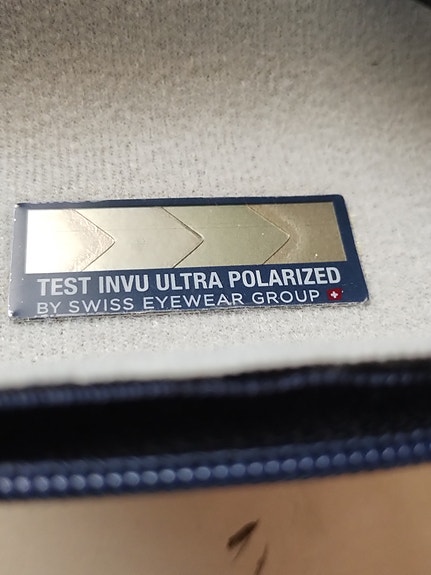 TEST INVU ULTRA POLARIZED
BY SWISS EYEWEAR GROUP